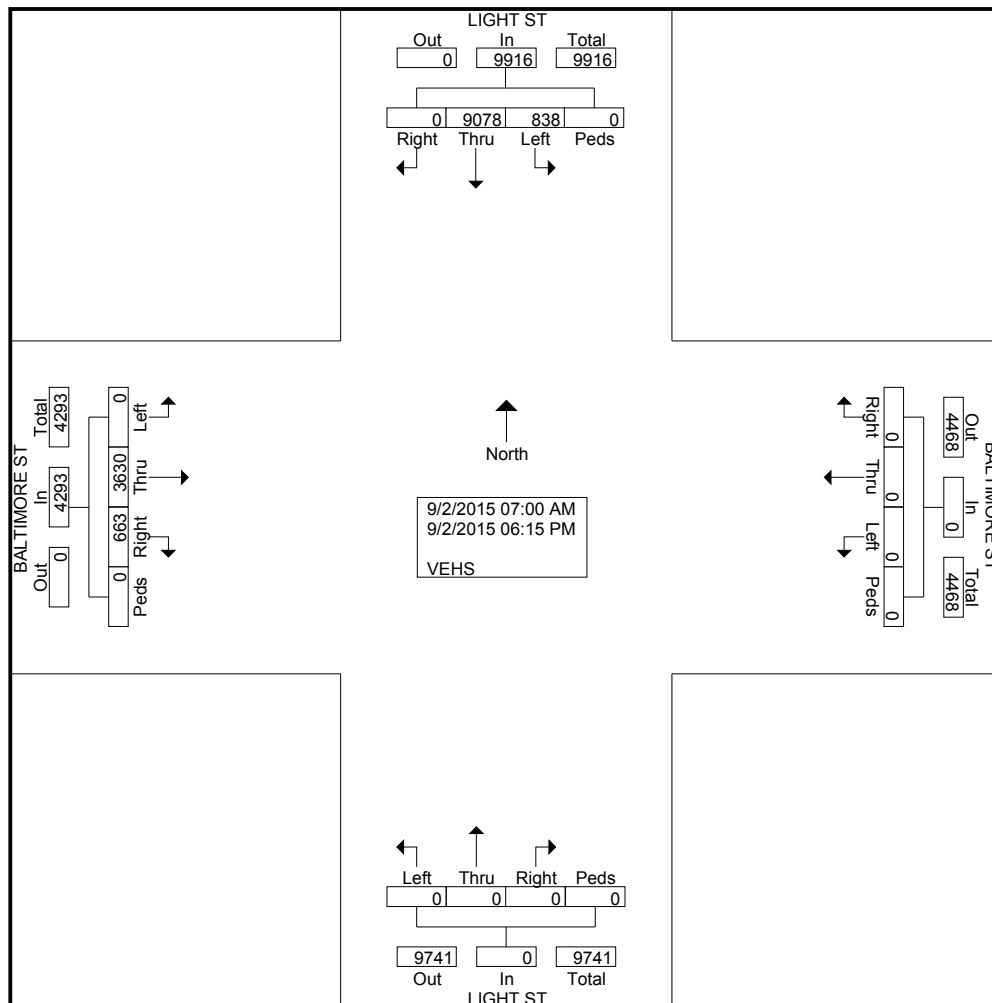 LIGHT ST
Out In Total
0 9916 9916
0 9078 838 0
Right Thru Left Peds
BALTIMORE ST
Total In Out
4293 4293 0
0 3630 663 0
Left Thru Right Peds
North
9/2/2015 07:00 AM
9/2/2015 06:15 PM
VEHS
BALTIMORE ST
Out In Total
4468 0 4468
0 0 0 0
Right Thru Left Peds
Left Thru Right Peds
0 0 0 0
9741 0 9741
Out In Total
LIGHT ST